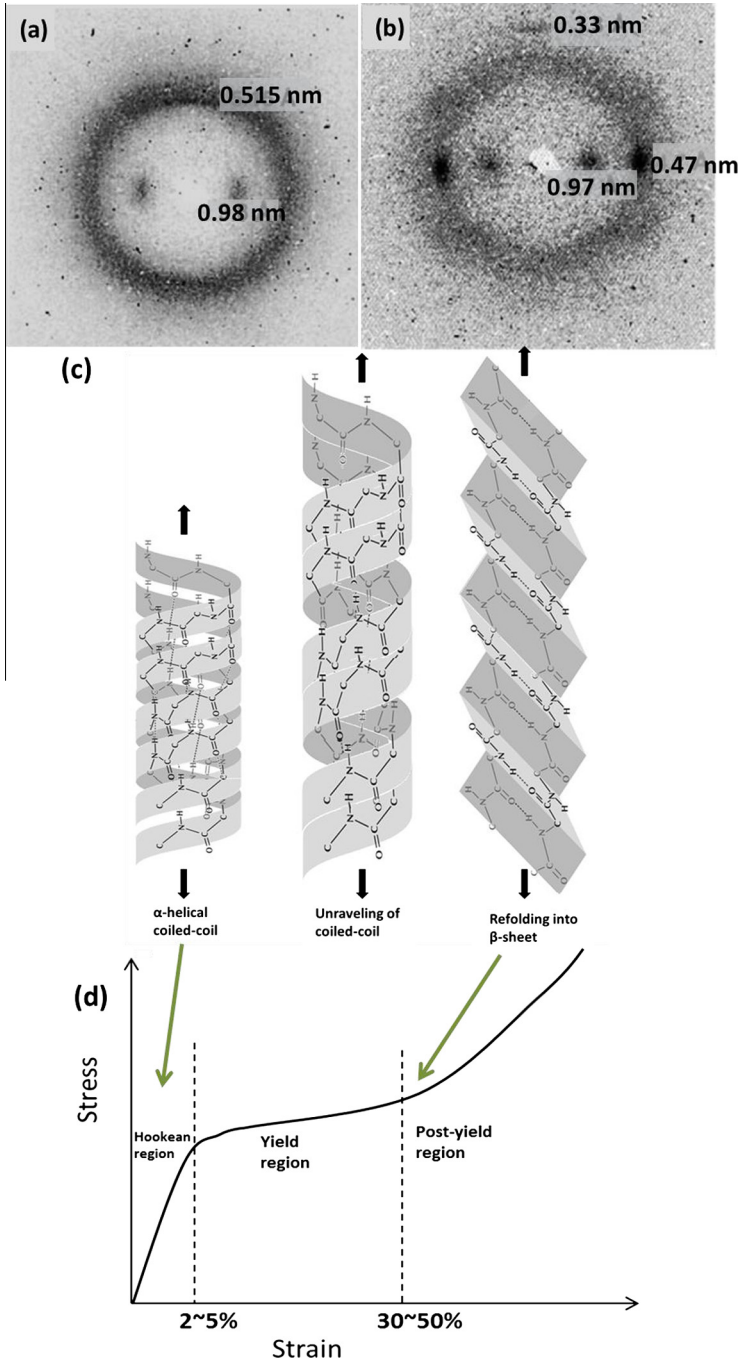 (a)
0.515 nm
0.98 nm
(b)
0.33 nm
0.47 nm
0.97 nm
(c)
α-helical
coiled-coil
Unraveling of
coiled-coil
Refolding into
β-sheet
(d)
Stress
Hookean
region
Yield
region
Post-yield
region
2~5%
30~50%
Strain